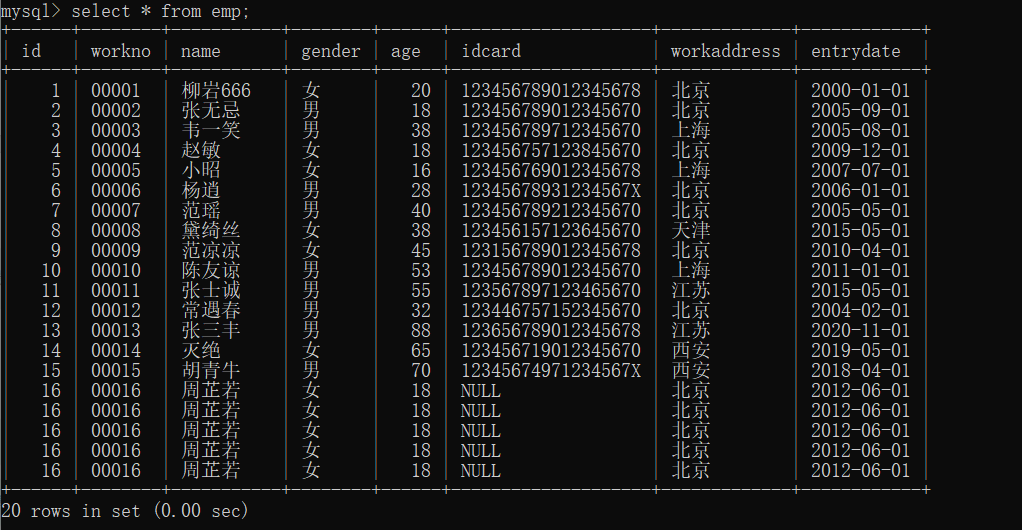 mysql> select * from emp;
| id | workno | name | gender | age | idcard | workaddress | entrydate |
| 1 | 00001 | 柳岩666 | 女 | 20 | 123456789012345678 | 北京 | 2000-01-01 |
| 2 | 00002 | 张无忌 | 男 | 18 | 123456789012345670 | 北京 | 2005-09-01 |
| 3 | 00003 | 韦一笑 | 男 | 38 | 123456789712345670 | 上海 | 2005-08-01 |
| 4 | 00004 | 赵敏 | 女 | 18 | 123456757123845670 | 北京 | 2009-12-01 |
| 5 | 00005 | 小昭 | 女 | 16 | 123456769012345678 | 上海 | 2007-07-01 |
| 6 | 00006 | 杨逍 | 男 | 28 | 12345678931234567X | 北京 | 2006-01-01 |
| 7 | 00007 | 范瑶 | 男 | 40 | 123456789212345670 | 北京 | 2005-05-01 |
| 8 | 00008 | 黛绮丝 | 女 | 38 | 123456157123645670 | 天津 | 2015-05-01 |
| 9 | 00009 | 范凉凉 | 女 | 45 | 123156789012345678 | 北京 | 2010-04-01 |
| 10 | 00010 | 陈友谅 | 男 | 53 | 123456789012345670 | 上海 | 2011-01-01 |
| 11 | 00011 | 张士诚 | 男 | 55 | 123567897123465670 | 江苏 | 2015-05-01 |
| 12 | 00012 | 常遇春 | 男 | 32 | 123446757152345670 | 北京 | 2004-02-01 |
| 13 | 00013 | 张三丰 | 男 | 88 | 123656789012345678 | 江苏 | 2020-11-01 |
| 14 | 00014 | 灭绝 | 女 | 65 | 123456719012345670 | 西安 | 2019-05-01 |
| 15 | 00015 | 胡青牛 | 男 | 70 | 12345674971234567X | 西安 | 2018-04-01 |
| 16 | 00016 | 周芷若 | 女 | 18 | NULL | 北京 | 2012-06-01 |
| 16 | 00016 | 周芷若 | 女 | 18 | NULL | 北京 | 2012-06-01 |
| 16 | 00016 | 周芷若 | 女 | 18 | NULL | 北京 | 2012-06-01 |
| 16 | 00016 | 周芷若 | 女 | 18 | NULL | 北京 | 2012-06-01 |
| 16 | 00016 | 周芷若 | 女 | 18 | NULL | 北京 | 2012-06-01 |
20 rows in set (0.00 sec)